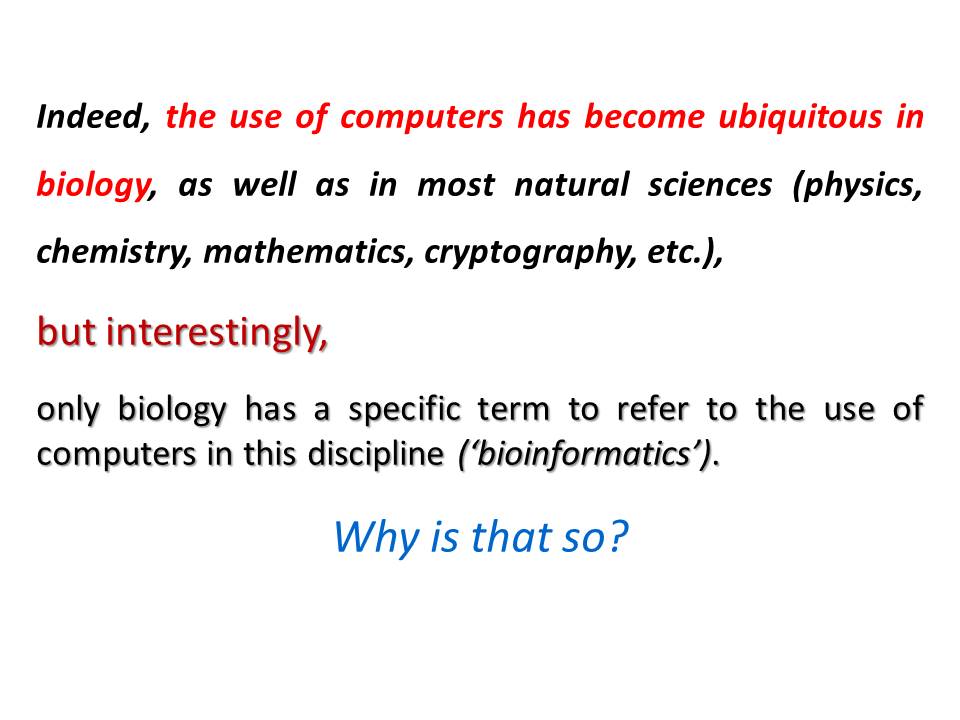 Indeed, the use of computers has become ubiquitous in
biology, as well as in most natural sciences (physics,
chemistry, mathematics, cryptography, etc.),
but interestingly,
only biology has a specific term to refer to the use of
computers in this discipline (‘bioinformatics’).
Why is that so?